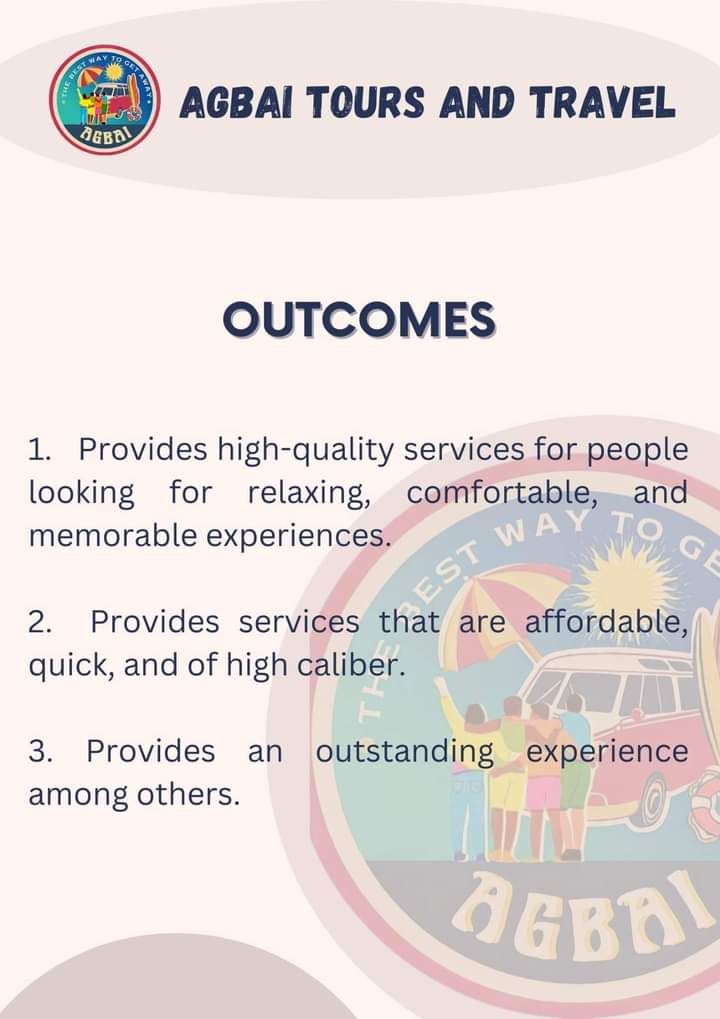 THE BEST WAY TO GET AWAY
AGBAI
AGBAI TOURS AND TRAVEL
OUTCOMES
1. Provides high-quality services for people
looking for relaxing, comfortable, and
memorable experiences.
2. Provides services that are affordable,
quick, and of high caliber.
3. Provides an outstanding experience
among others.
THE BEST WAY TO GE
AGBAI